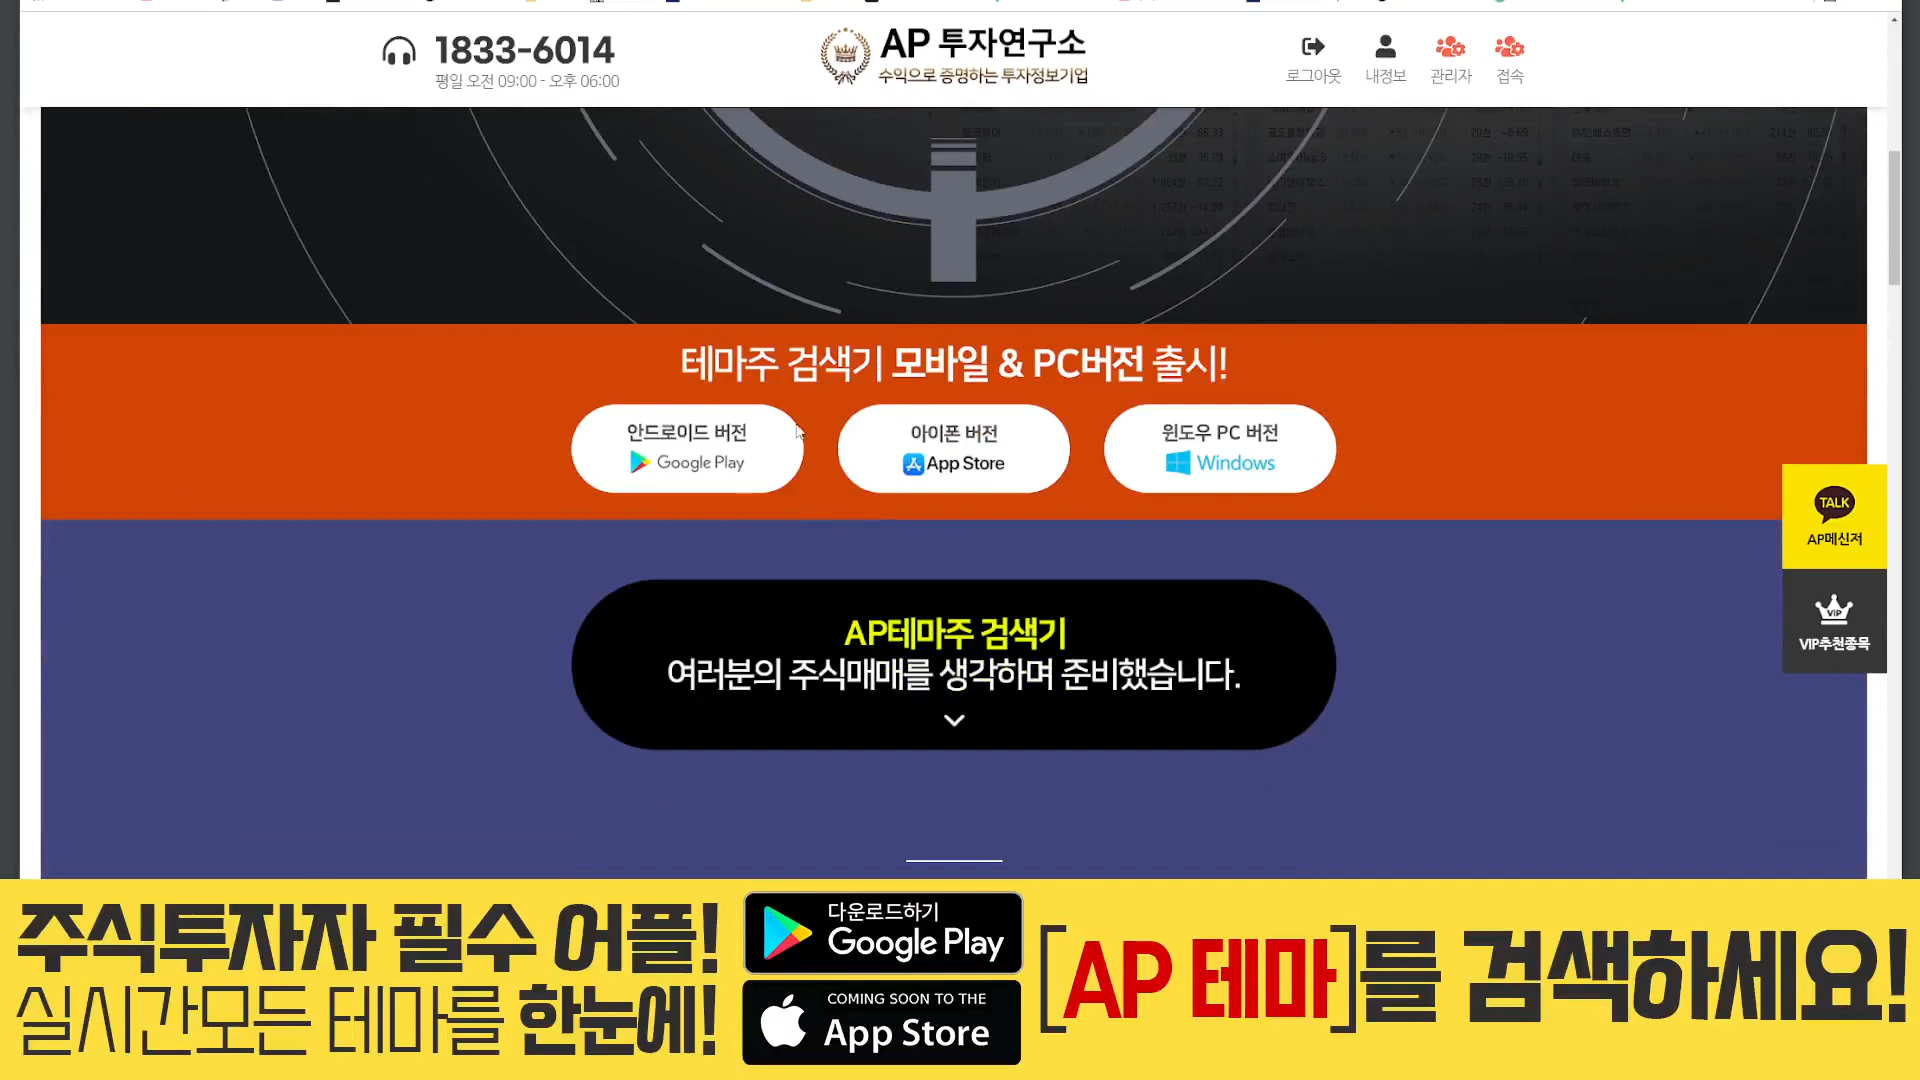 1833-6014
평일 오전 09:00 - 오후 06:00
AP 투자연구소
수익으로 증명하는 투자정보기업
로그아웃
내정보
관리자
접속
테마주 검색기 모바일 & PC버전 출시!
안드로이드 버전
Google Play
아이폰 버전
App Store
윈도우 PC 버전
Windows
TALK
AP메신저
VIP
VIP추천종목
AP테마주 검색기
여러분의 주식매매를 생각하며 준비했습니다.
주식투자자 필수 어플!
실시간모든 테마를 한눈에!
다운로드하기
Google Play
COMING SOON TO THE
App Store
[AP 테마]를 검색하세요!